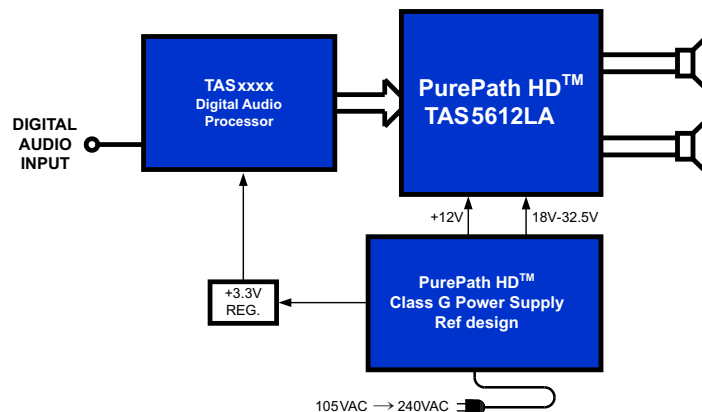 TASxxxx
Digital Audio
Processor
PurePath HD™
TAS5612LA
DIGITAL
AUDIO
INPUT
+12V
18V-32.5V
+3.3V
REG.
PurePath HD™
Class G Power Supply
Ref design
105VAC → 240VAC